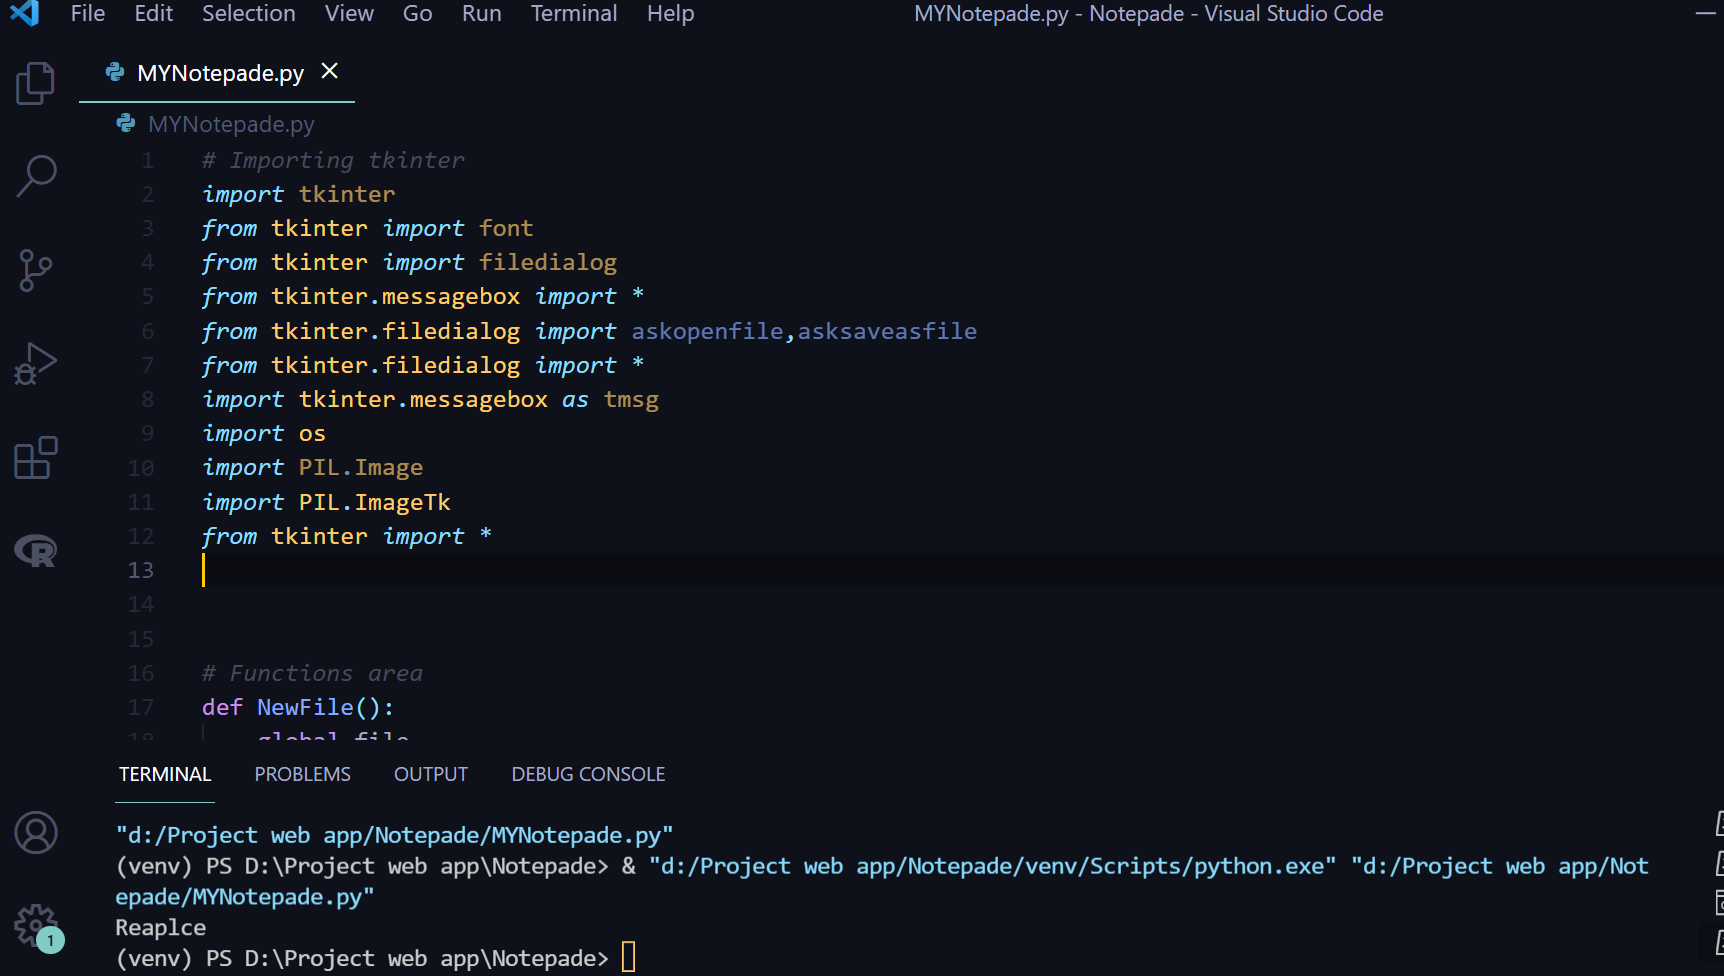 File Edit Selection View Go Run Terminal Help MYNotepade.py - Notepade - Visual Studio Code
MYNotepade.py
MYNotepade.py
1 # Importing tkinter
2 import tkinter
3 from tkinter import font
4 from tkinter import filedialog
5 from tkinter.messagebox import *
6 from tkinter.filedialog import askopenfile,asksaveasfile
7 from tkinter.filedialog import *
8 import tkinter.messagebox as tmsg
9 import os
10 import PIL.Image
11 import PIL.ImageTk
12 from tkinter import *
13
14
15
16 # Functions area
17 def NewFile():
18 global file
TERMINAL PROBLEMS OUTPUT DEBUG CONSOLE
"d:/Project web app/Notepade/MYNotepade.py"
(venv) PS D:\Project web app\Notepade> & "d:/Project web app/Notepade/venv/Scripts/python.exe" "d:/Project web app/Not
epade/MYNotepade.py"
Reaplce
(venv) PS D:\Project web app\Notepade>
R
1